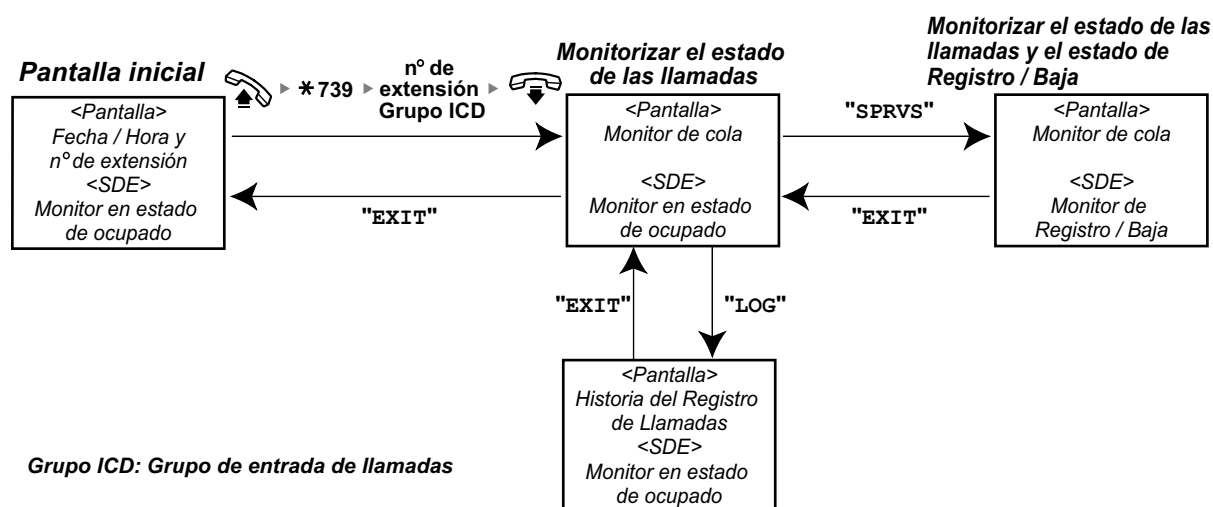 Pantalla inicial
✱739
nº de
extensión
Grupo ICD
Monitorizar el estado
de las llamadas
Monitorizar el estado de las
llamadas y el estado de
Registro / Baja
<Pantalla>
Fecha / Hora y
nº de extensión
<SDE>
Monitor en estado
de ocupado
"EXIT"
<Pantalla>
Monitor de cola
<SDE>
Monitor en estado
de ocupado
"SPRVS"
"EXIT"
<Pantalla>
Monitor de cola
<SDE>
Monitor de
Registro / Baja
"EXIT"
"LOG"
<Pantalla>
Historia del Registro
de Llamadas
<SDE>
Monitor en estado
de ocupado
Grupo ICD: Grupo de entrada de llamadas